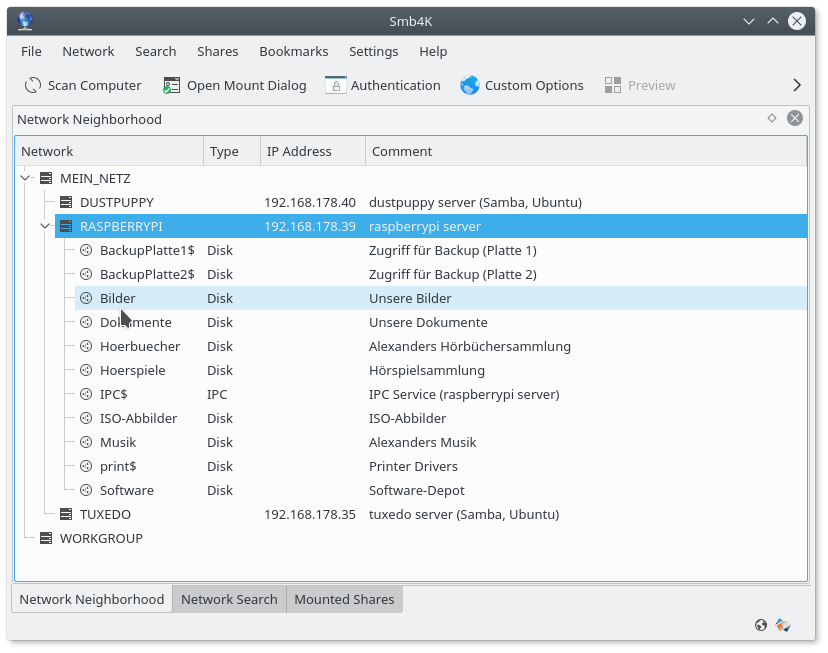 Smb4K
File Network Search Shares Bookmarks Settings Help
Scan Computer Open Mount Dialog Authentication Custom Options Preview
Network Neighborhood
Network Type IP Address Comment
MEIN_NETZ
DUSTPUPPY 192.168.178.40 dustpuppy server (Samba, Ubuntu)
RASPBERRYPI 192.168.178.39 raspberrypi server
BackupPlatte1$ Disk Zugriff für Backup (Platte 1)
BackupPlatte2$ Disk Zugriff für Backup (Platte 2)
Bilder Disk Unsere Bilder
Dokumente Disk Unsere Dokumente
Hoerbuecher Disk Alexanders Hörbüchersammlung
Hoerspiele Disk Hörspielsammlung
IPC$ IPC IPC Service (raspberrypi server)
ISO-Abbilder Disk ISO-Abbilder
Musik Disk Alexanders Musik
print$ Disk Printer Drivers
Software Disk Software-Depot
TUXEDO 192.168.178.35 tuxedo server (Samba, Ubuntu)
WORKGROUP
Network Neighborhood Network Search Mounted Shares